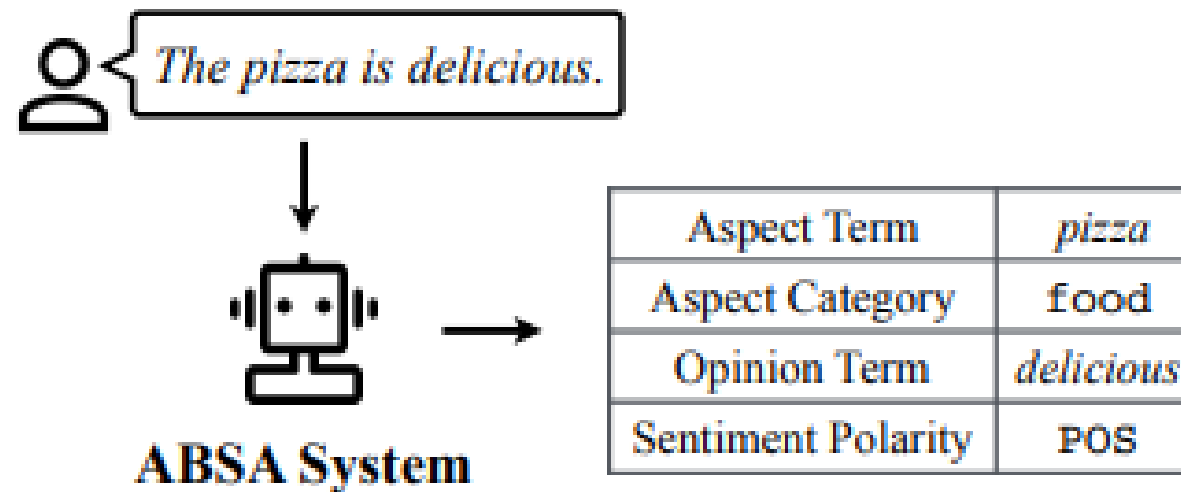 The pizza is delicious.
Aspect Term pizza
Aspect Category food
Opinion Term delicious
Sentiment Polarity POS
ABSA System